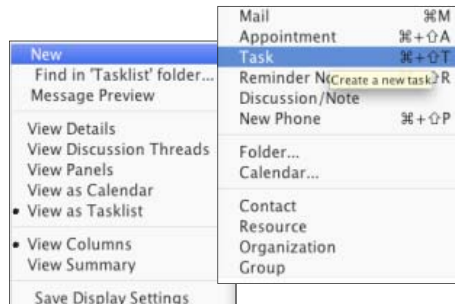 New
Find in 'Tasklist' folder...
Message Preview
View Details
View Discussion Threads
View Panels
View as Calendar
• View as Tasklist
• View Columns
View Summary
Save Display Settings
Mail ⌘M
Appointment ⌘+⇧A
Task ⌘+⇧T
Reminder Create a new task ⇧R
Discussion/Note
New Phone ⌘+⇧P
Folder...
Calendar...
Contact
Resource
Organization
Group